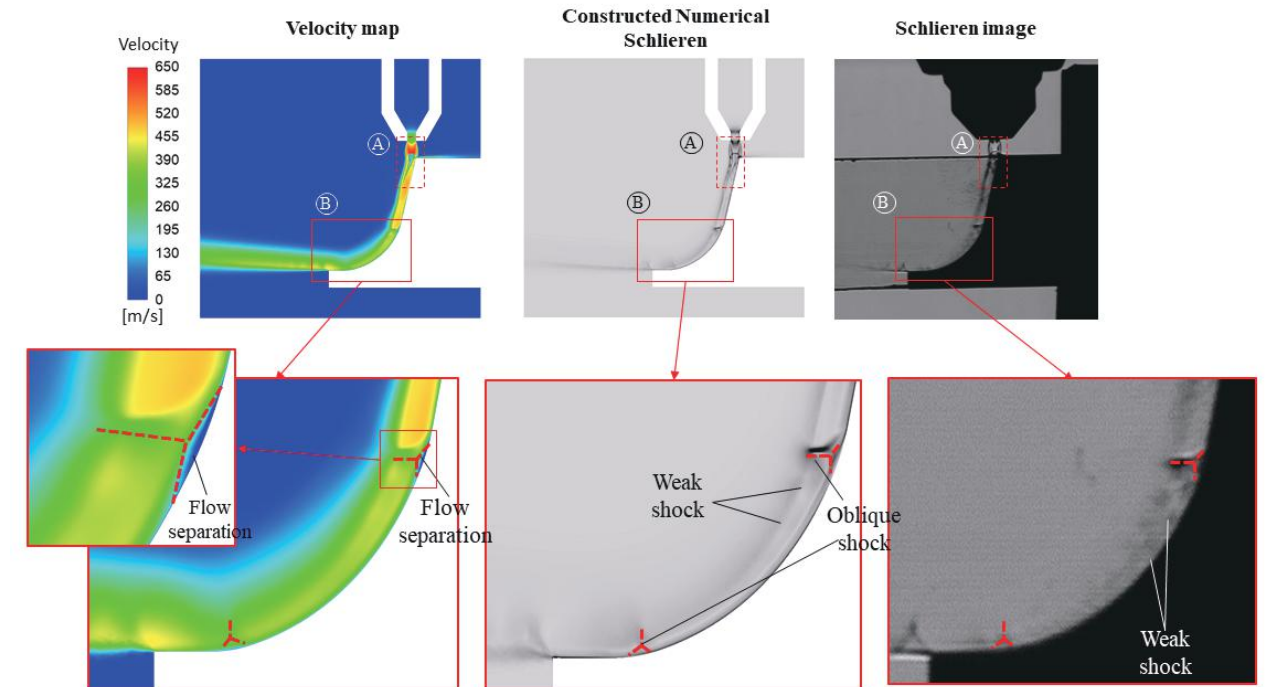 Velocity map
Constructed Numerical
Schlieren
Schlieren image
Velocity
650
585
520
455
390
325
260
195
130
65
0
[m/s]
A
B
A
B
A
B
Flow
separation
Flow
separation
Weak
shock
Oblique
shock
Weak
shock